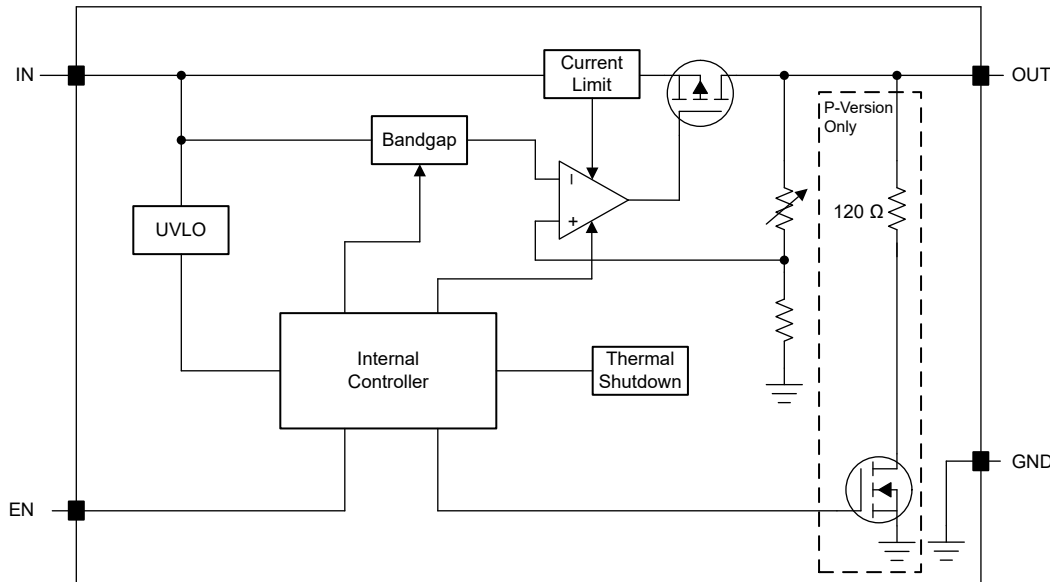 IN
Current
Limit
OUT
P-Version
Only
Bandgap
120 Ω
UVLO
Internal
Controller
Thermal
Shutdown
GND
EN